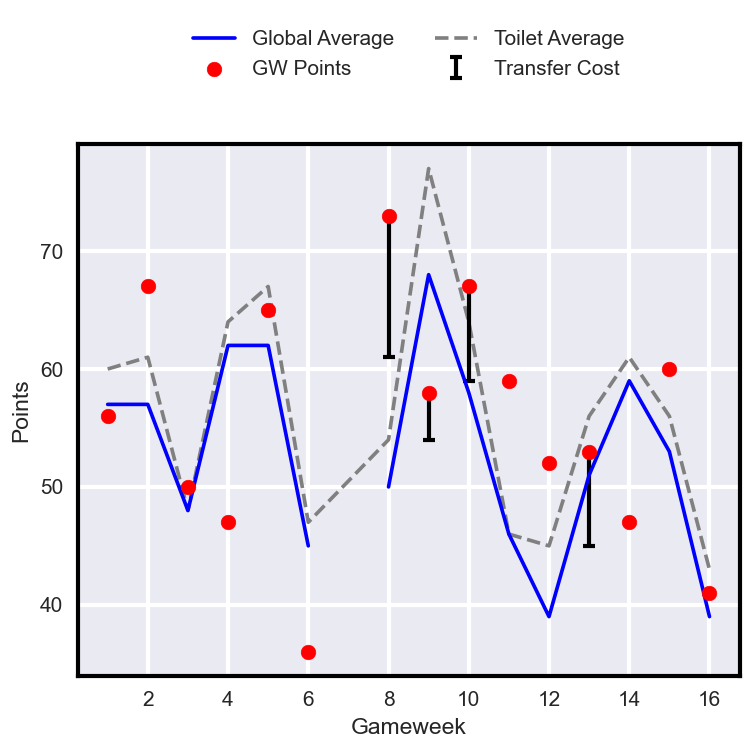 Global Average
Toilet Average
GW Points
Transfer Cost
70
60
50
40
Points
2 4 6 8 10 12 14 16
Gameweek